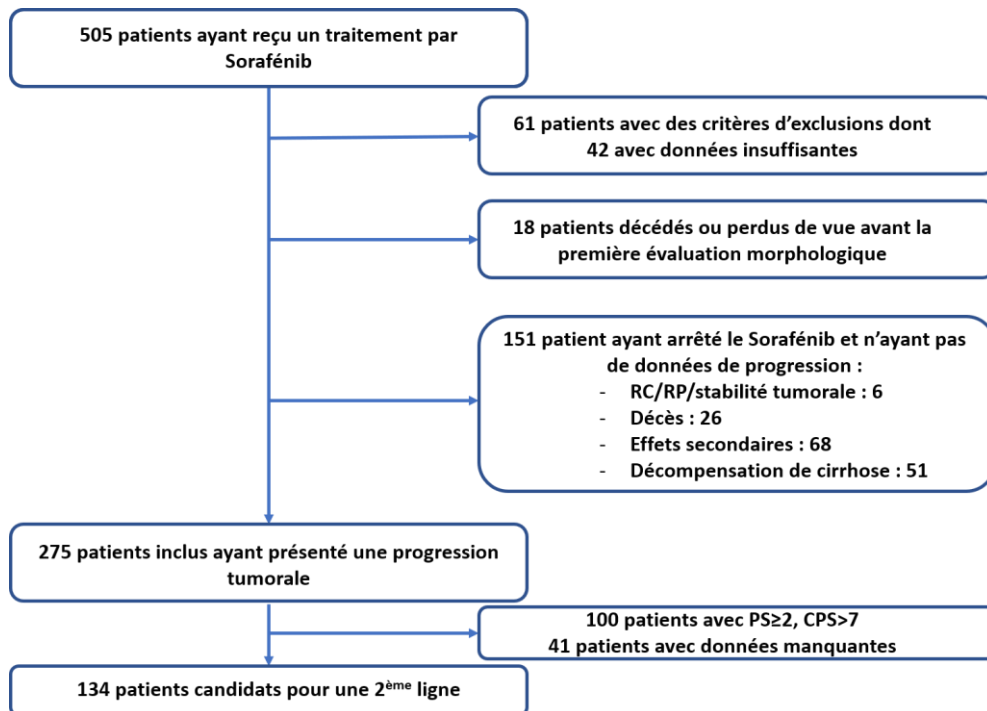 505 patients ayant reçu un traitement par
Sorafénib
61 patients avec des critères d’exclusions dont
42 avec données insuffisantes
18 patients décédés ou perdus de vue avant la
première évaluation morphologique
151 patient ayant arrêté le Sorafénib et n’ayant pas
de données de progression :
- RC/RP/stabilité tumorale : 6
- Décès : 26
- Effets secondaires : 68
- Décompensation de cirrhose : 51
275 patients inclus ayant présenté une progression
tumorale
100 patients avec PS≥2, CPS>7
41 patients avec données manquantes
134 patients candidats pour une 2ème ligne